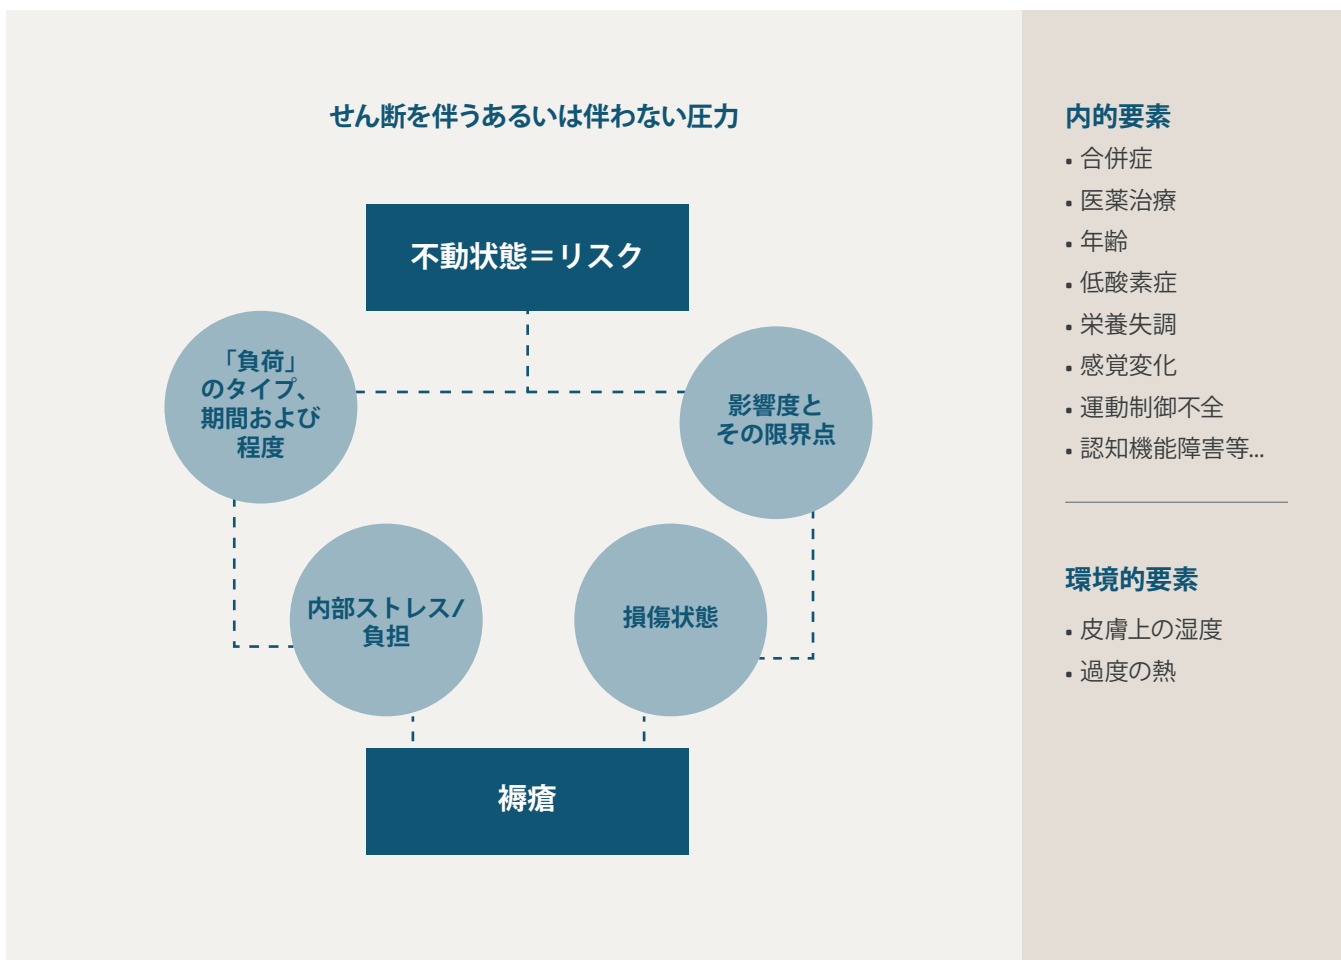 せん断を伴うあるいは伴わない圧力
不動状態＝リスク
「負荷」
のタイプ、
期間および
程度
影響度と
その限界点
内部ストレス/
負担
損傷状態
褥瘡
内的要素
• 合併症
• 医薬治療
• 年齢
• 低酸素症
• 栄養失調
• 感覚変化
• 運動制御不全
• 認知機能障害等...
環境的要素
• 皮膚上の湿度
• 過度の熱